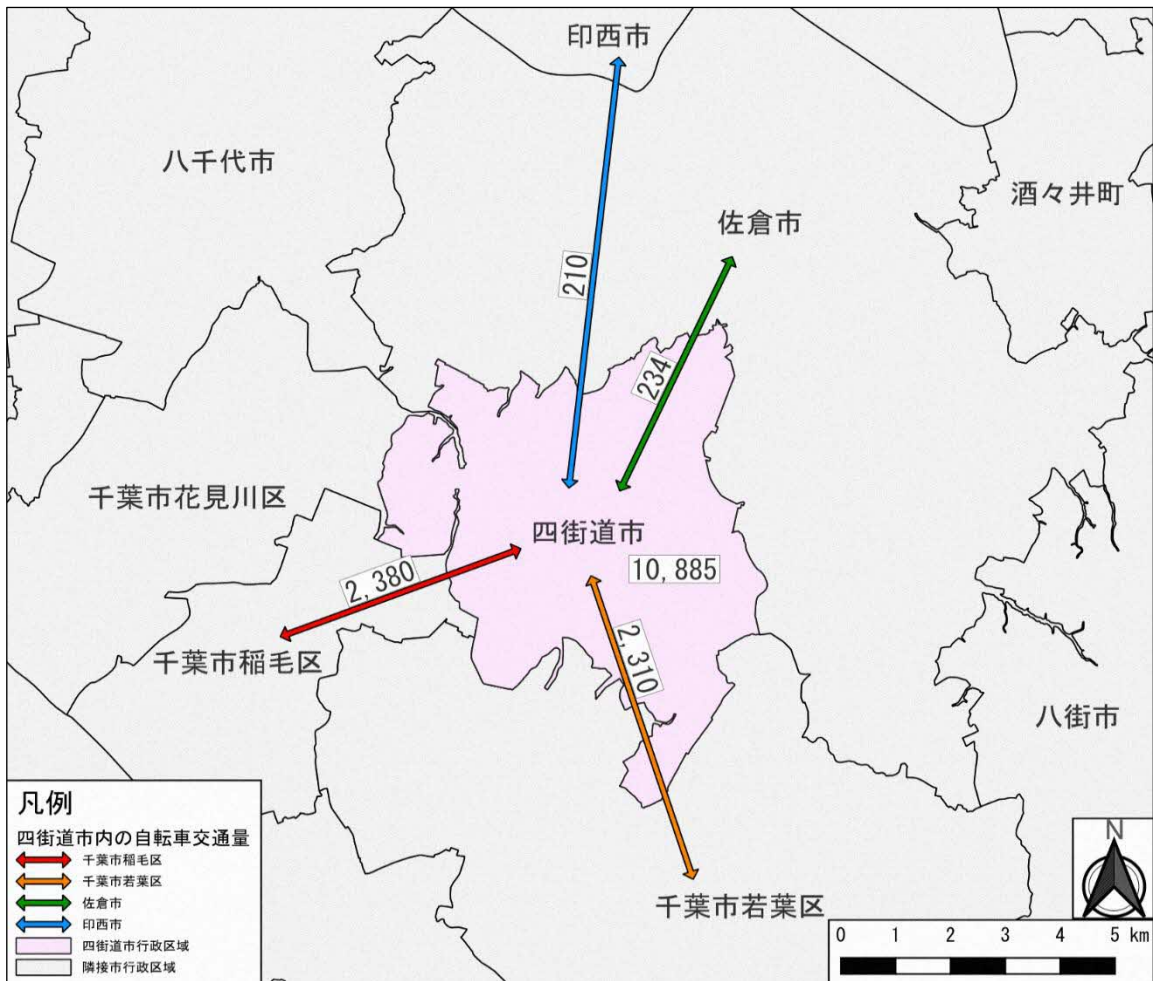 印西市
八千代市
酒々井町
佐倉市
210
234
千葉市花見川区
四街道市
10,885
2,380
千葉市稲毛区
2,310
八街市
千葉市若葉区
凡例
四街道市内の自転車交通量
千葉市稲毛区
千葉市若葉区
佐倉市
印西市
四街道市行政区域
隣接市行政区域
N
0 1 2 3 4 5 km